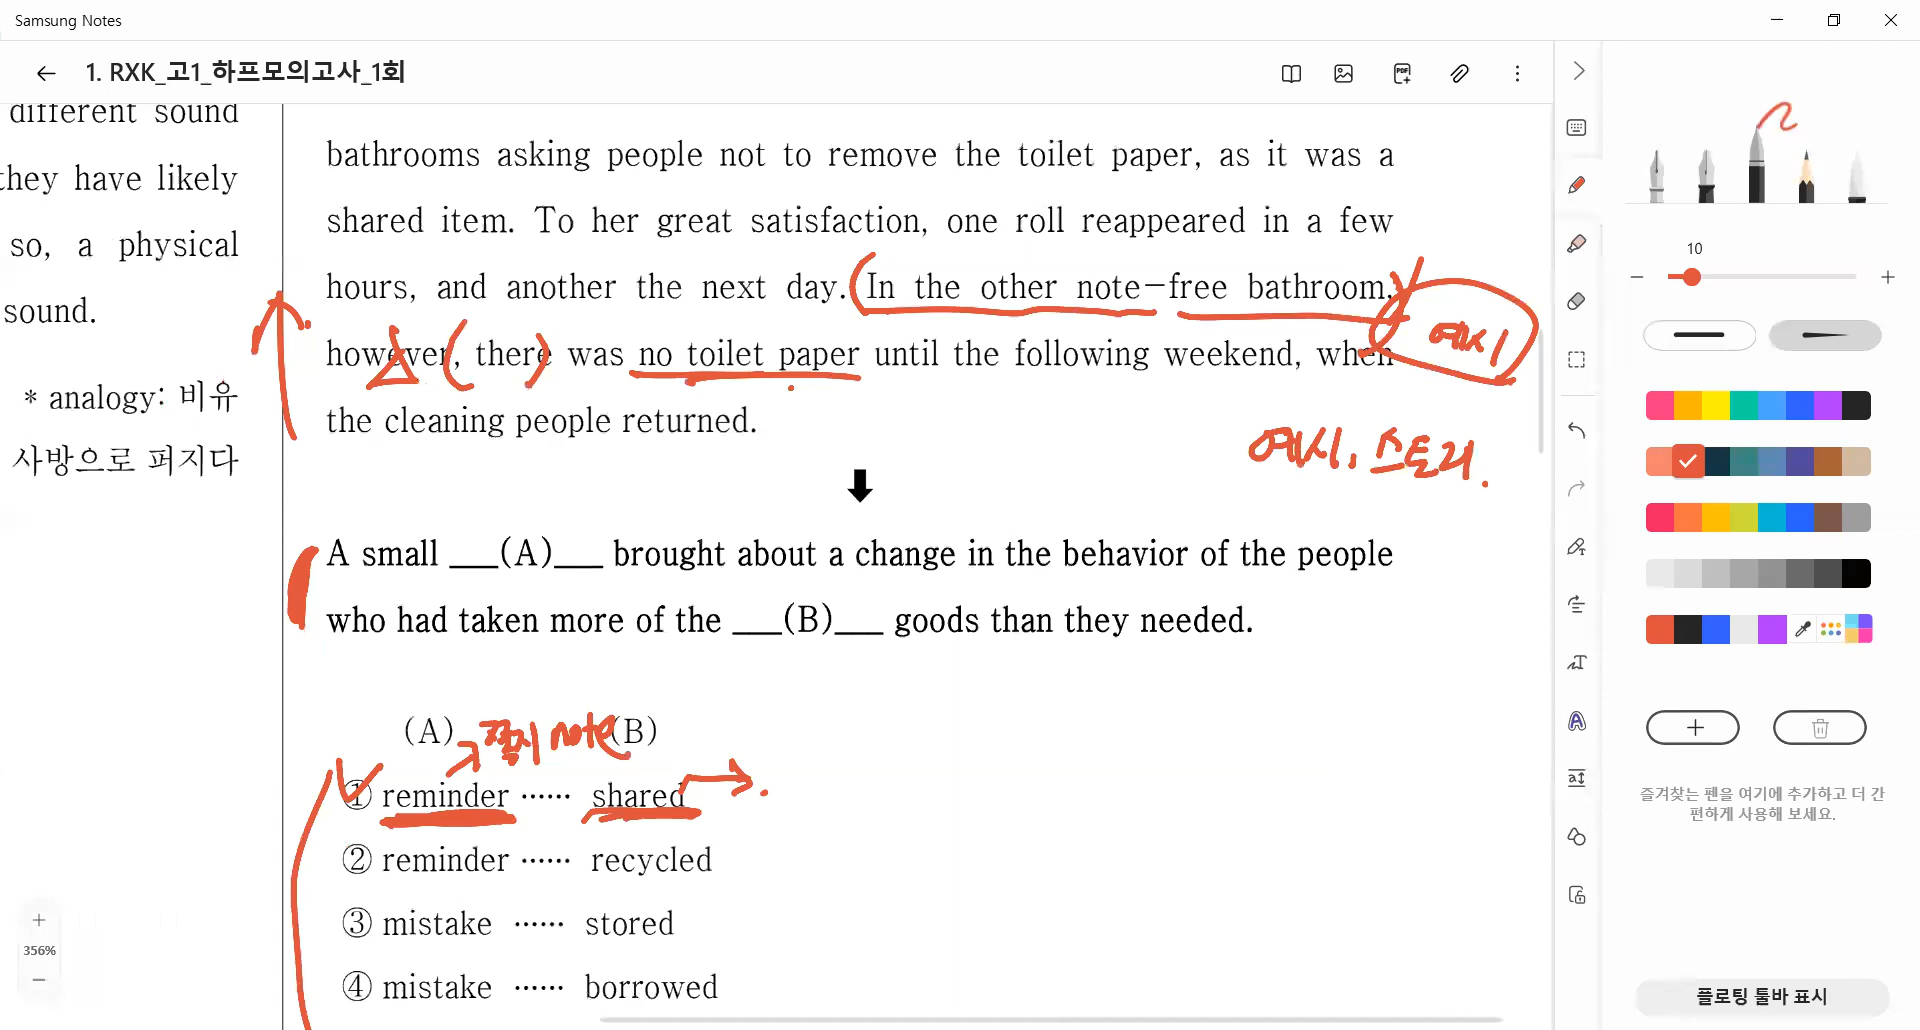 Samsung Notes
1. RXK_고1_하프모의고사_1회
different sound
they have likely
so, a physical
sound.
* analogy: 비유
사방으로 퍼지다
bathrooms asking people not to remove the toilet paper, as it was a
shared item. To her great satisfaction, one roll reappeared in a few
hours, and another the next day. In the other note-free bathroom,
however, there was no toilet paper until the following weekend, when
the cleaning people returned.
예시1
예시, 스토리.
A small ___(A)___ brought about a change in the behavior of the people
who had taken more of the ___(B)___ goods than they needed.
(A) (B)
쪽지 note
① reminder ······ shared
② reminder ······ recycled
③ mistake ······ stored
④ mistake ······ borrowed
356%
PDF
10
즐겨찾는 펜을 여기에 추가하고 더 간
편하게 사용해 보세요.
플로팅 툴바 표시